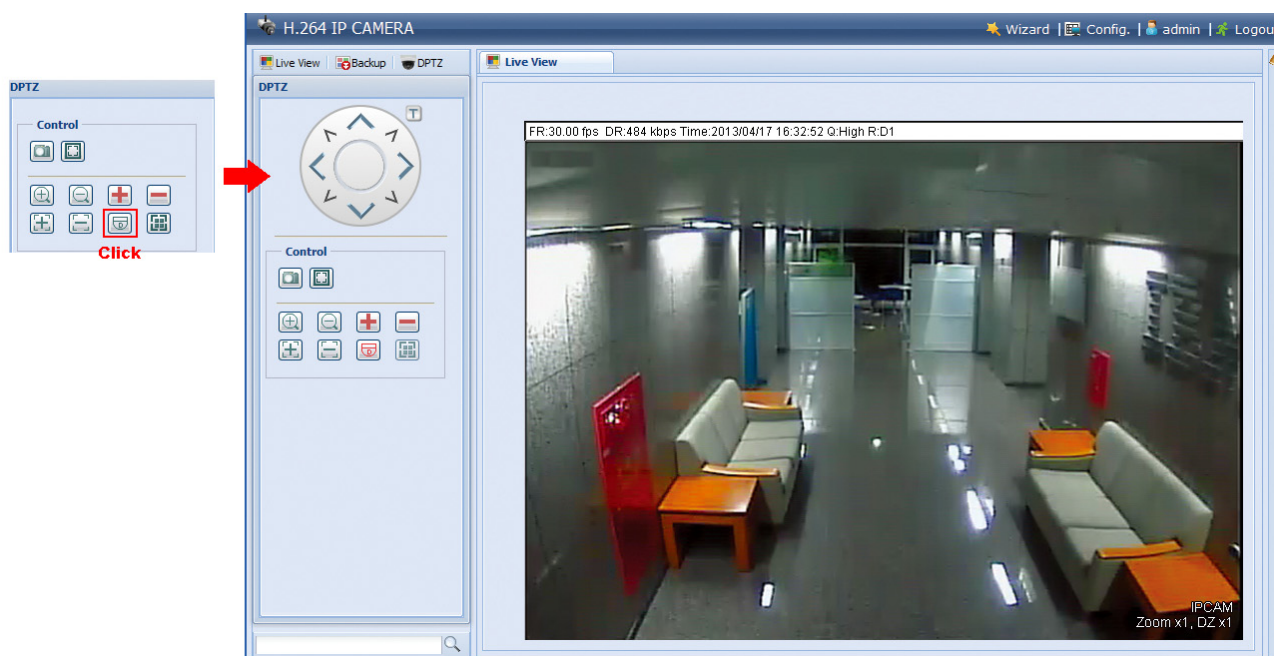 H.264 IP CAMERA
Wizard | Config. | admin | Logou
Live View Backup DPTZ
Live View
DPTZ
Control
Click
DPTZ
T
Control
FR:30.00 fps DR:484 kbps Time:2013/04/17 16:32:52 Q:High R:D1
IPCAM
Zoom x1, DZ x1